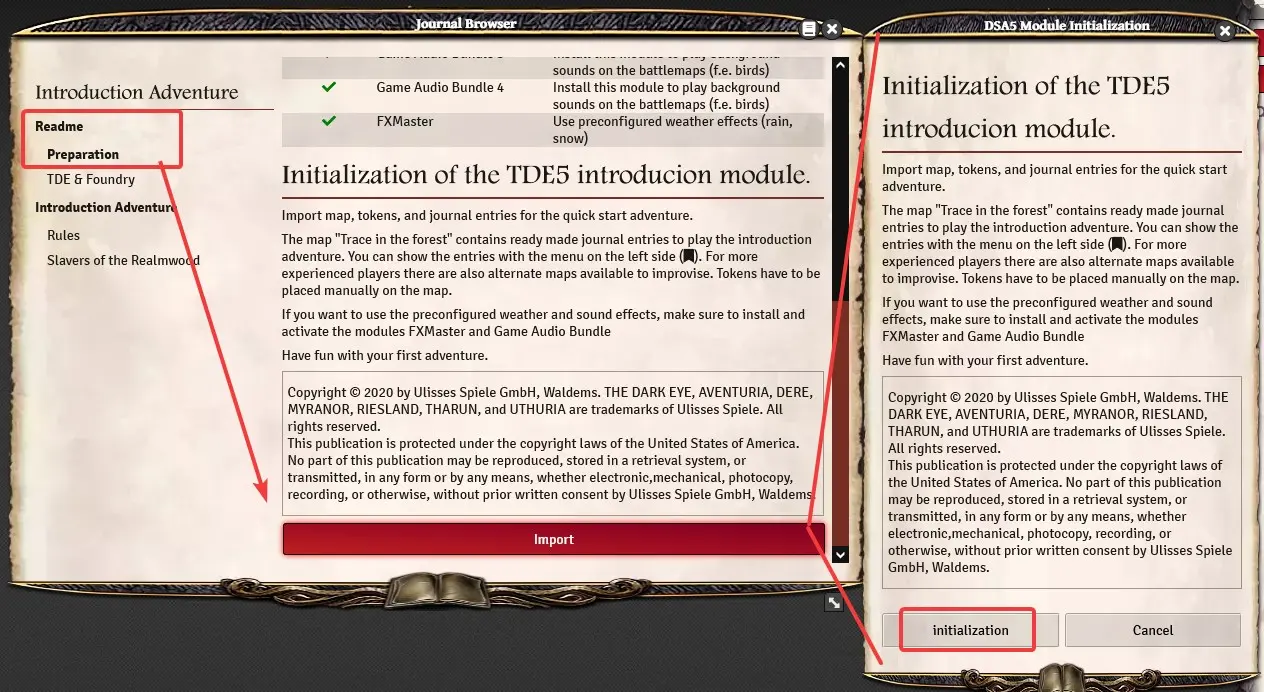 Journal Browser
Introduction Adventure
Readme
Preparation
TDE & Foundry
Introduction Adventure
Rules
Slavers of the Realmwood
Install this module to play background
sounds on the battlemaps (f.e. birds)
Game Audio Bundle 4
Install this module to play background
sounds on the battlemaps (f.e. birds)
FXMaster
Use preconfigured weather effects (rain,
snow)
Initialization of the TDE5 introducion module.
Import map, tokens, and journal entries for the quick start adventure.
The map "Trace in the forest" contains ready made journal entries to play the introduction
adventure. You can show the entries with the menu on the left side (). For more
experienced players there are also alternate maps available to improvise. Tokens have to be
placed manually on the map.
If you want to use the preconfigured weather and sound effects, make sure to install and
activate the modules FXMaster and Game Audio Bundle
Have fun with your first adventure.
Copyright © 2020 by Ulisses Spiele GmbH, Waldems. THE DARK EYE, AVENTURIA, DERE,
MYRANOR, RIESLAND, THARUN, and UTHURIA are trademarks of Ulisses Spiele. All
rights reserved.
This publication is protected under the copyright laws of the United States of America.
No part of this publication may be reproduced, stored in a retrieval system, or
transmitted, in any form or by any means, whether electronic,mechanical, photocopy,
recording, or otherwise, without prior written consent by Ulisses Spiele GmbH, Waldems.
Import
DSA5 Module Initialization
Initialization of the TDE5
introducion module.
Import map, tokens, and journal entries for the quick start
adventure.
The map "Trace in the forest" contains ready made journal
entries to play the introduction adventure. You can show the
entries with the menu on the left side (). For more
experienced players there are also alternate maps available
to improvise. Tokens have to be placed manually on the map.
If you want to use the preconfigured weather and sound
effects, make sure to install and activate the modules
FXMaster and Game Audio Bundle
Have fun with your first adventure.
Copyright © 2020 by Ulisses Spiele GmbH, Waldems. THE
DARK EYE, AVENTURIA, DERE, MYRANOR, RIESLAND,
THARUN, and UTHURIA are trademarks of Ulisses Spiele.
All rights reserved.
This publication is protected under the copyright laws of
the United States of America. No part of this publication
may be reproduced, stored in a retrieval system, or
transmitted, in any form or by any means, whether
electronic,mechanical, photocopy, recording, or
otherwise, without prior written consent by Ulisses Spiele
GmbH, Waldems.
initialization
Cancel